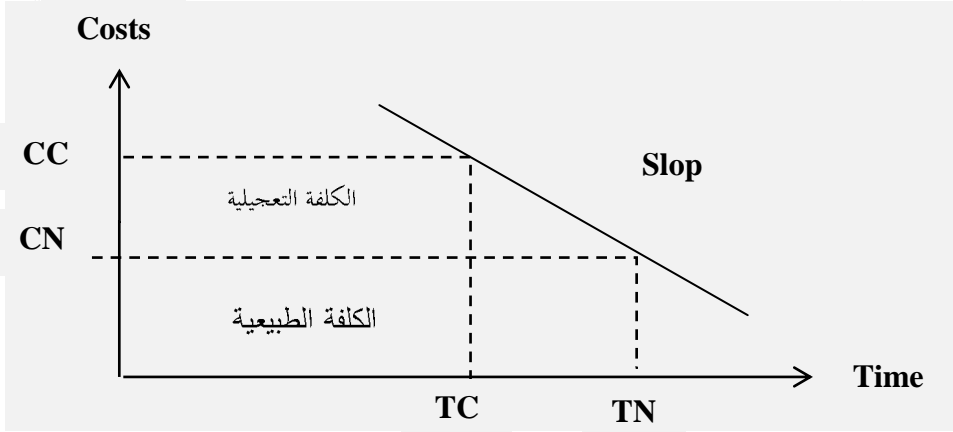 Costs
CC
Slop
الكلفة التعجيلية
CN
الكلفة الطبيعية
Time
TC
TN